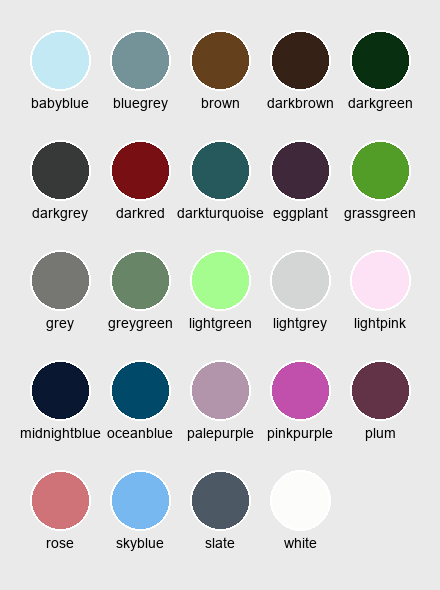 babyblue bluegrey brown darkbrown darkgreen
darkgrey darkred darkturquoise eggplant grassgreen
grey greygreen lightgreen lightgrey lightpink
midnightblue oceanblue palepurple pinkpurple plum
rose skyblue slate white